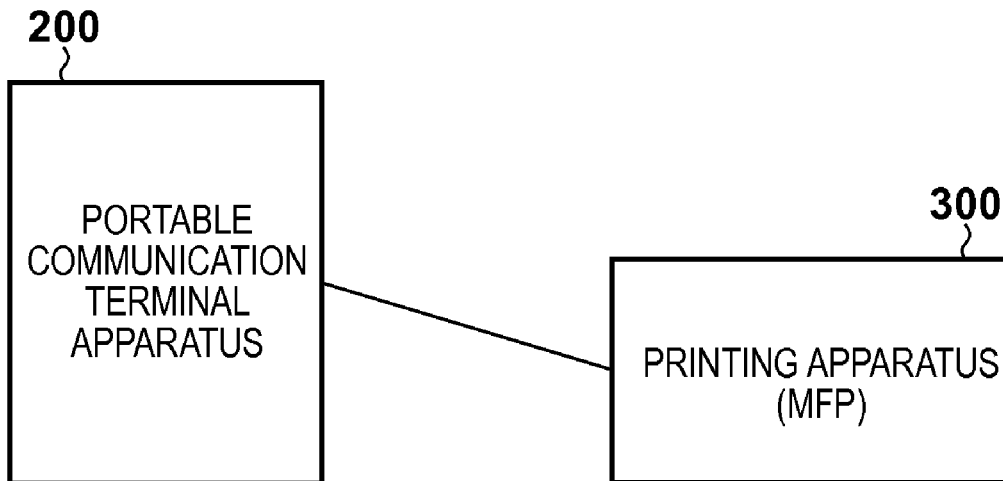 200
PORTABLE
COMMUNICATION
TERMINAL
APPARATUS
300
PRINTING APPARATUS
(MFP)